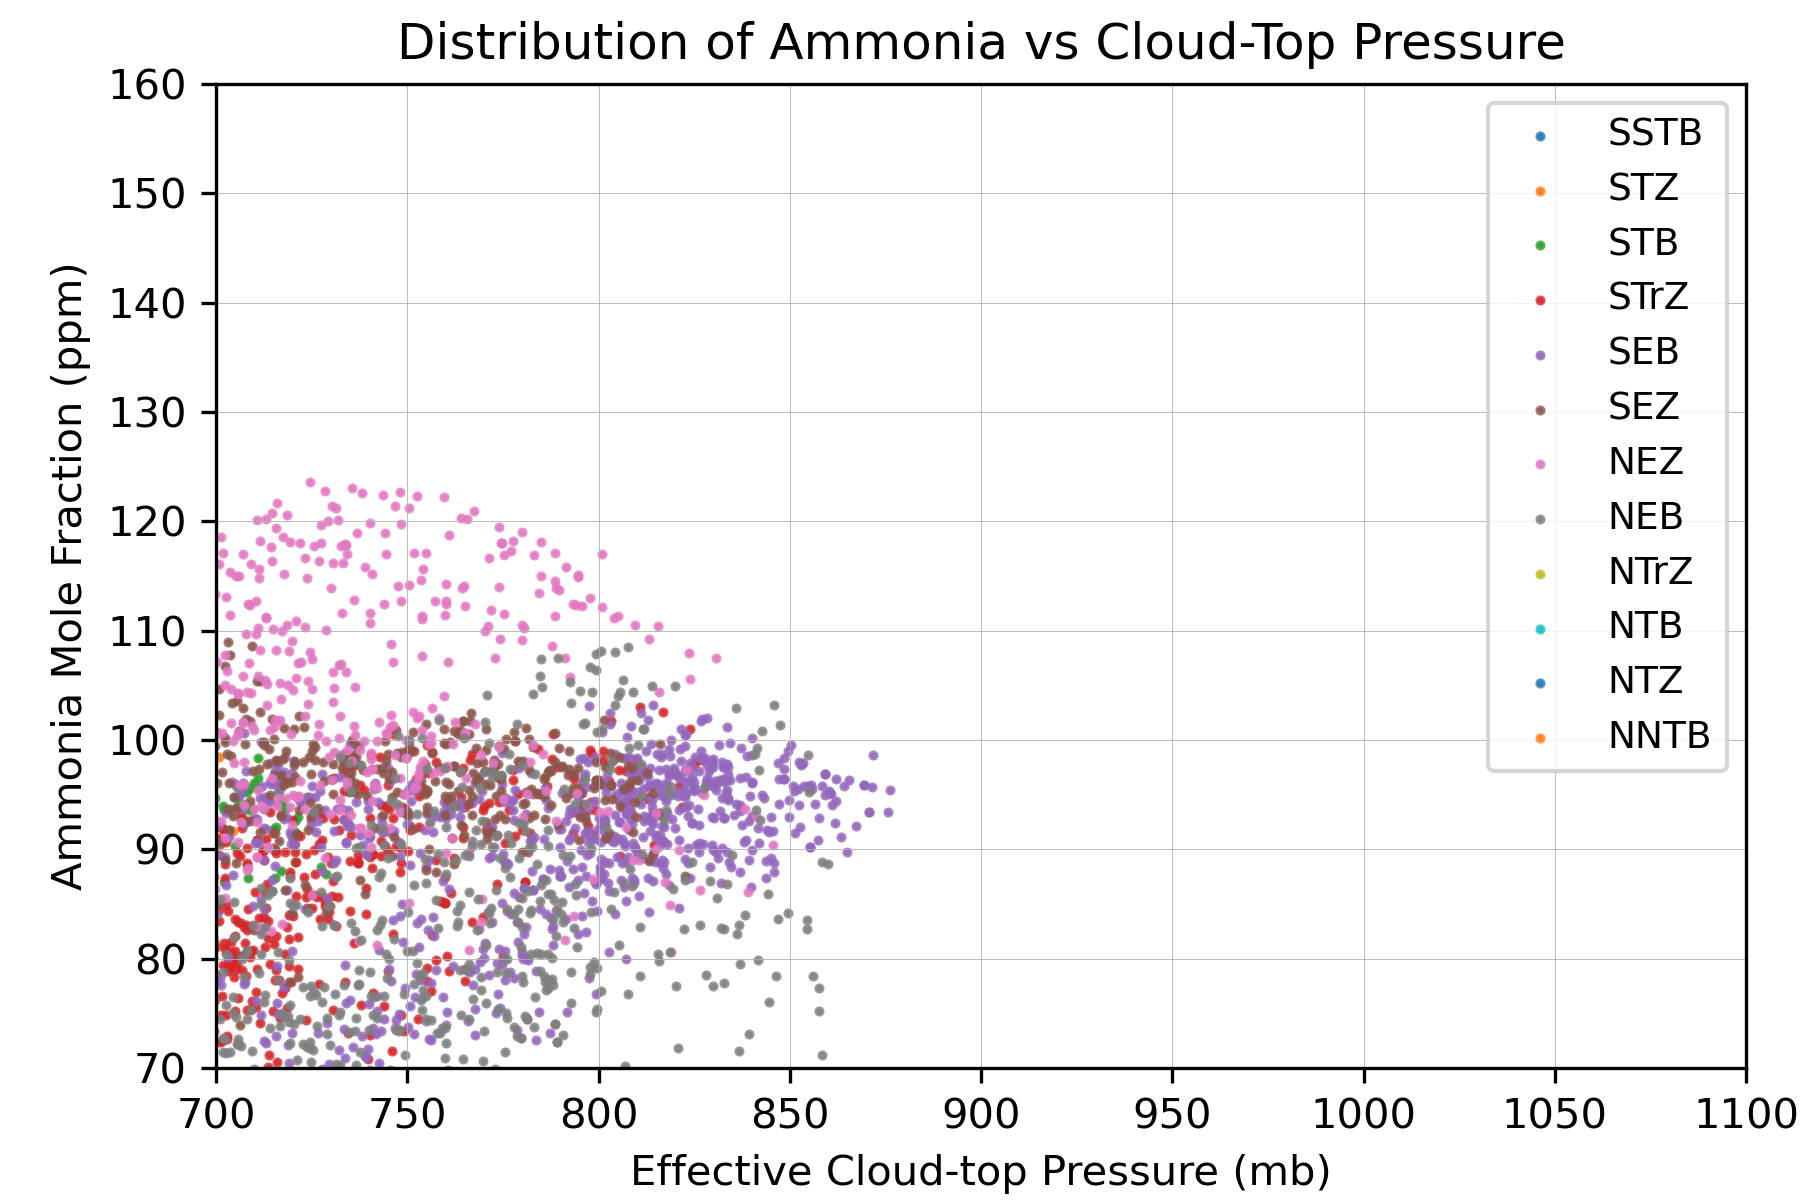 Distribution of Ammonia vs Cloud-Top Pressure
160
150
140
130
120
110
100
90
80
70
Ammonia Mole Fraction (ppm)
SSTB
STZ
STB
STrZ
SEB
SEZ
NEZ
NEB
NTrZ
NTB
NTZ
NNTB
700 750 800 850 900 950 1000 1050 1100
Effective Cloud-top Pressure (mb)